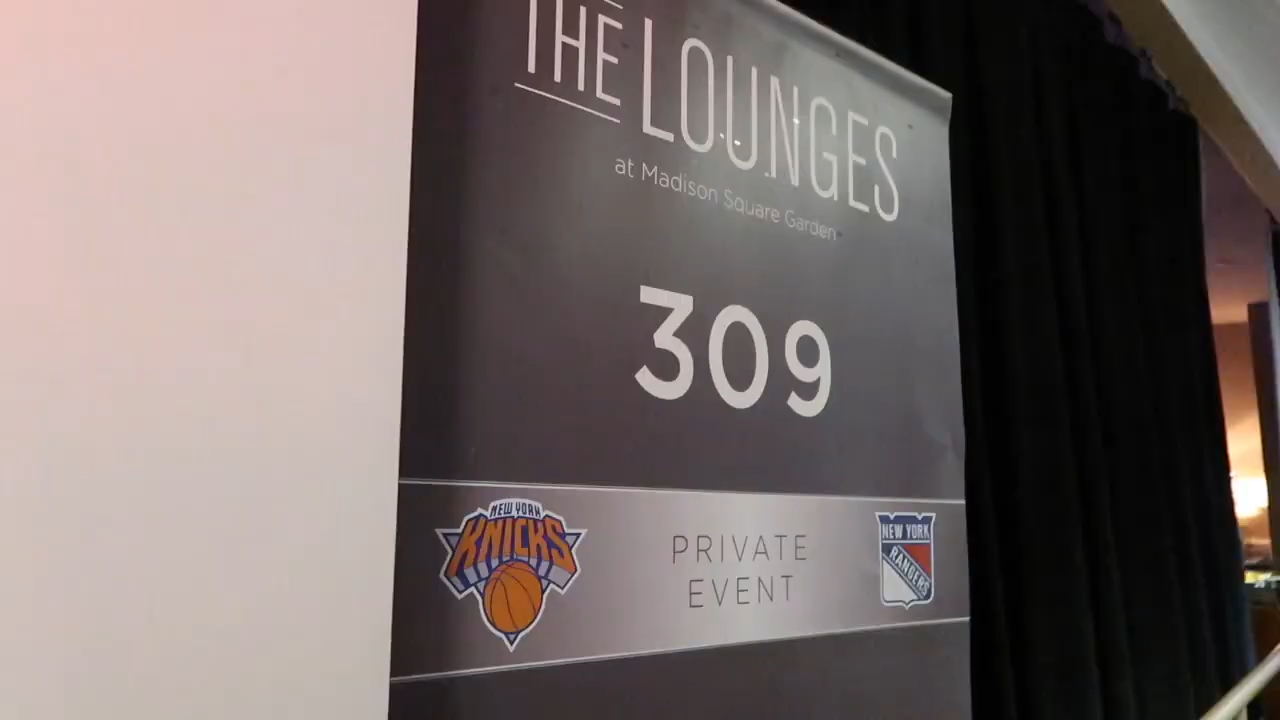 THE LOUNGES
at Madison Square Garden
309
NEW YORK
KNICKS
PRIVATE
EVENT
NEW YORK
RANGERS